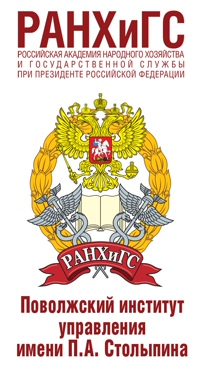 РАНХиГС
РОССИЙСКАЯ АКАДЕМИЯ НАРОДНОГО ХОЗЯЙСТВА
И ГОСУДАРСТВЕННОЙ СЛУЖБЫ
ПРИ ПРЕЗИДЕНТЕ РОССИЙСКОЙ ФЕДЕРАЦИИ
РАНХиГС
Поволжский институт
управления
имени П.А. Столыпина